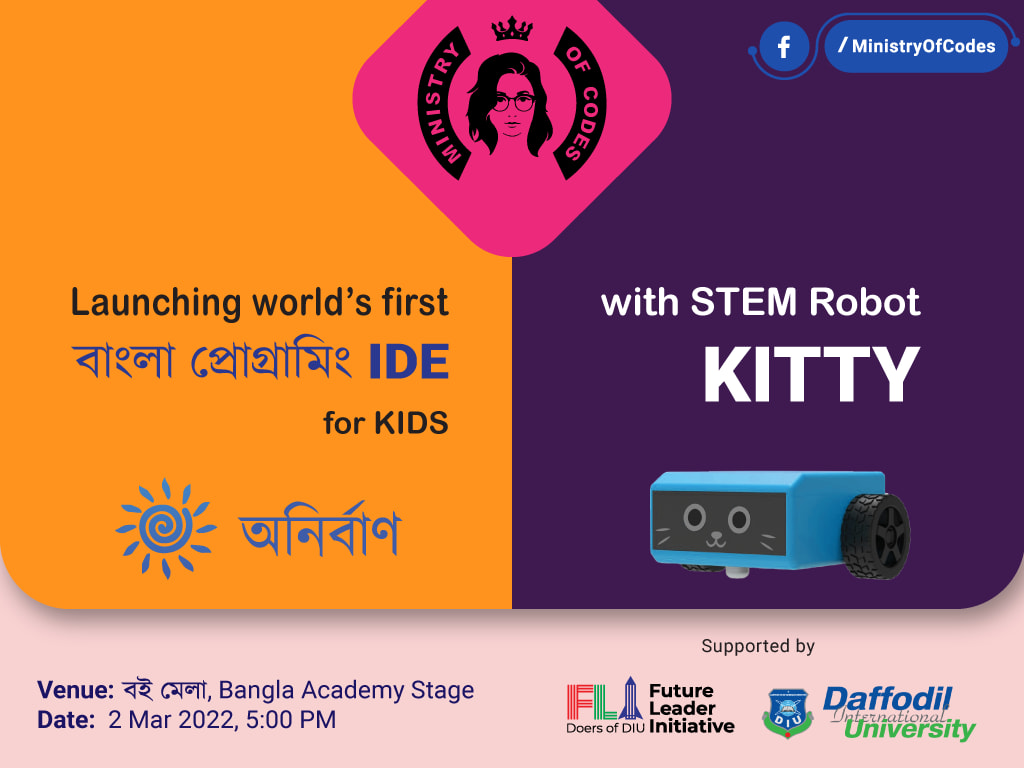 MINISTRY OF CODES
f
/MinistryOfCodes
Launching world's first
বাংলা প্রোগ্রামিং IDE
for KIDS
অনির্বাণ
with STEM Robot
KITTY
Venue: বই মেলা, Bangla Academy Stage
Date: 2 Mar 2022, 5:00 PM
Supported by
FLI
Doers of DIU
Future
Leader
Initiative
DIU
Daffodil
International
University